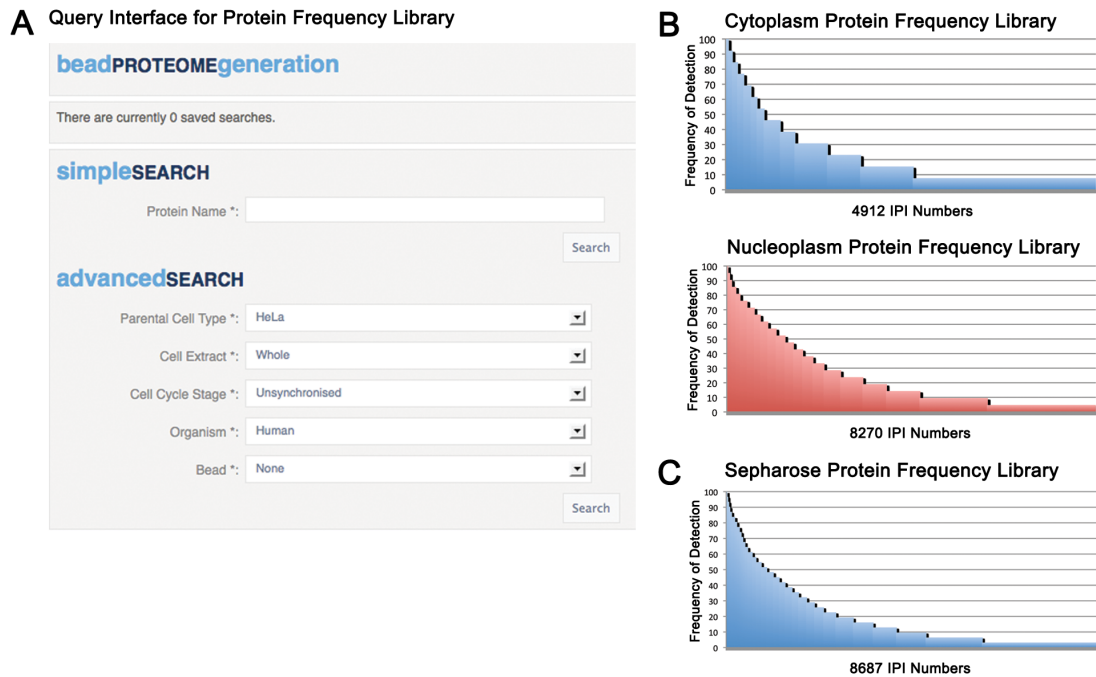 A Query Interface for Protein Frequency Library
beadPROTEOMEgeneration
There are currently 0 saved searches.
simpleSEARCH
Protein Name *:
Search
advancedSEARCH
Parental Cell Type *: HeLa
Cell Extract *: Whole
Cell Cycle Stage *: Unsynchronised
Organism *: Human
Bead *: None
Search
B Cytoplasm Protein Frequency Library
Frequency of Detection
100
90
80
70
60
50
40
30
20
10
0
4912 IPI Numbers
Nucleoplasm Protein Frequency Library
Frequency of Detection
100
90
80
70
60
50
40
30
20
10
0
8270 IPI Numbers
C Sepharose Protein Frequency Library
Frequency of Detection
100
90
80
70
60
50
40
30
20
10
0
8687 IPI Numbers